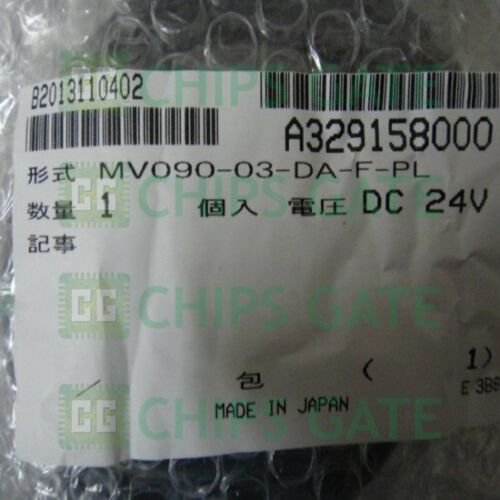 B2013110402
A329158000
形式 MV090-03-DA-F-PL
数量 1 個入 電圧 DC 24V
記事
/ 包 ( 1)
MADE IN JAPAN
CHIPS GATE
CHIPS GATE
CHIPS GATE